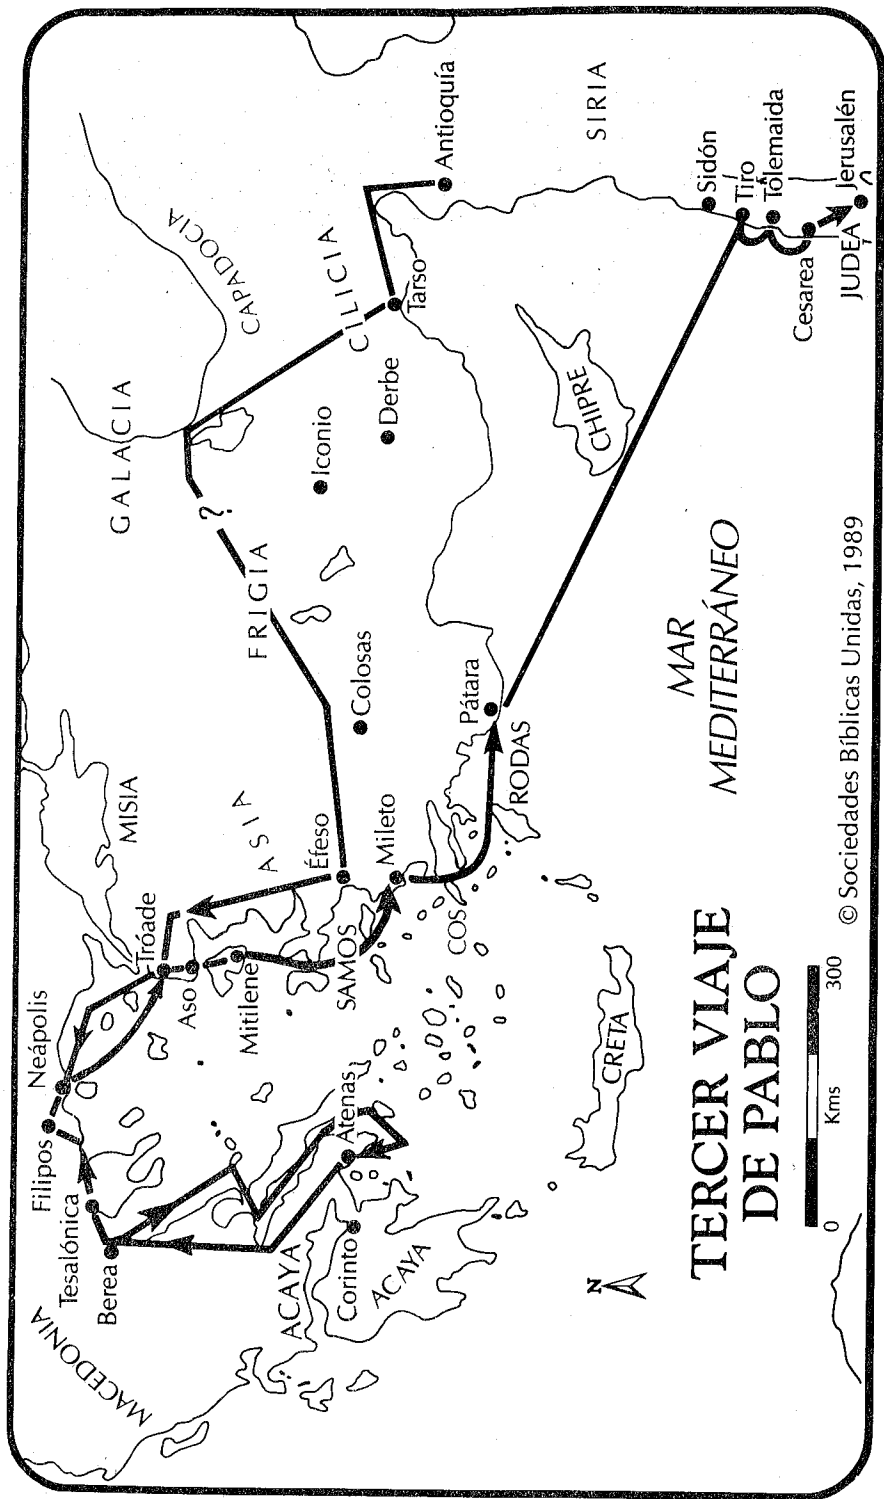 MACEDONIA
Filipos
Neápolis
Tesalónica
Berea
Tróade
Aso
Mitilene
MISIA
ASIA
Éfeso
SAMOS
Mileto
COS
Atenas
ACAYA
Corinto
ACAYA
CRETA
Colosas
FRIGIA
?
GALACIA
CAPADOCIA
CILICIA
Iconio
Derbe
Tarso
Antioquía
SIRIA
Pátara
RODAS
CHIPRE
MAR
MEDITERRÁNEO
Sidón
Tiro
Tolemaida
Cesarea
JUDEA
Jerusalén
N
TERCER VIAJE
DE PABLO
0
Kms
300
© Sociedades Bíblicas Unidas, 1989